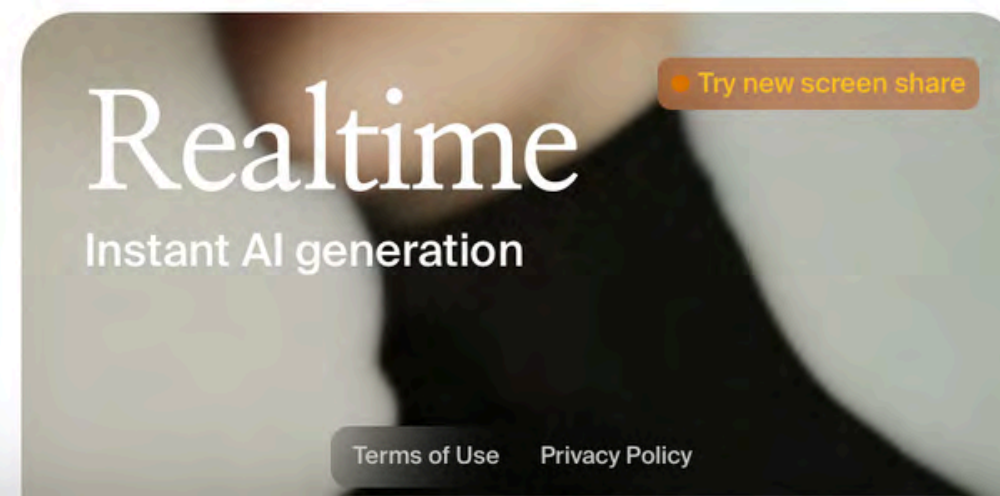 Realtime
Try new screen share
Instant AI generation
Terms of Use
Privacy Policy